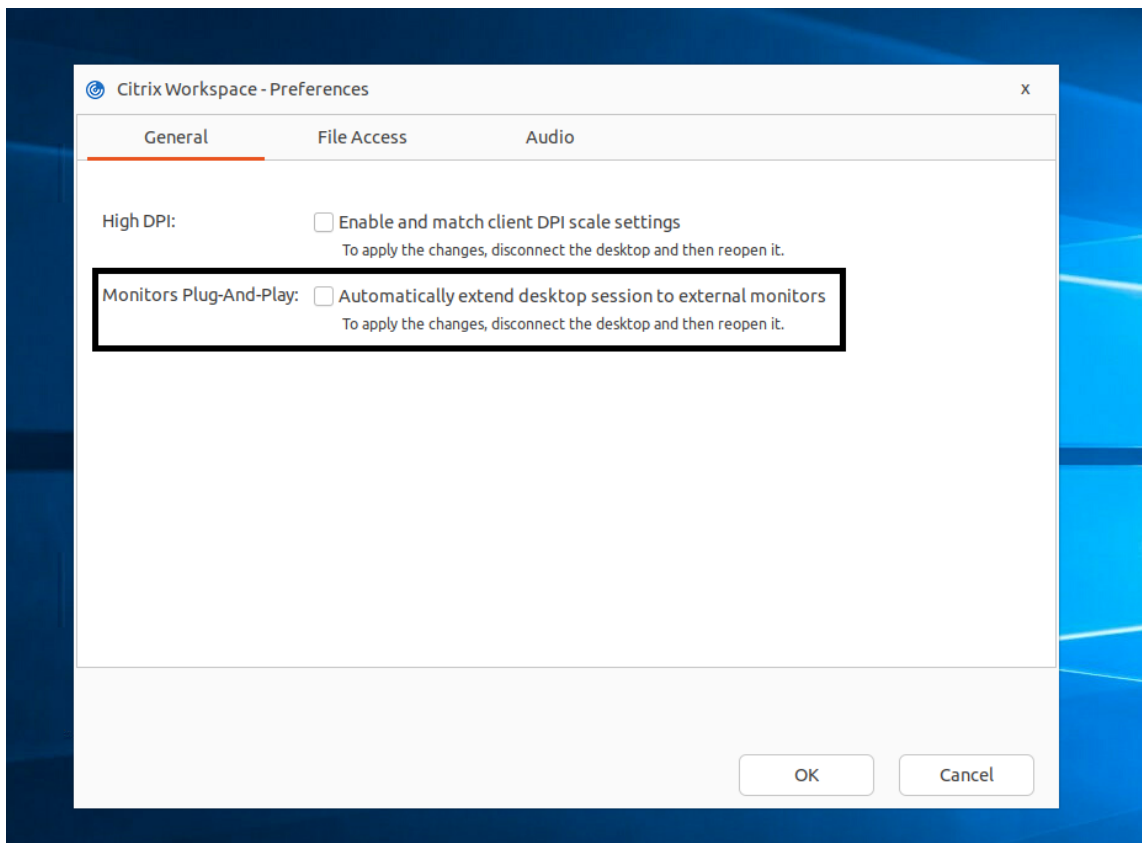 Citrix Workspace - Preferences x
General File Access Audio
High DPI: Enable and match client DPI scale settings
To apply the changes, disconnect the desktop and then reopen it.
Monitors Plug-And-Play: Automatically extend desktop session to external monitors
To apply the changes, disconnect the desktop and then reopen it.
OK Cancel